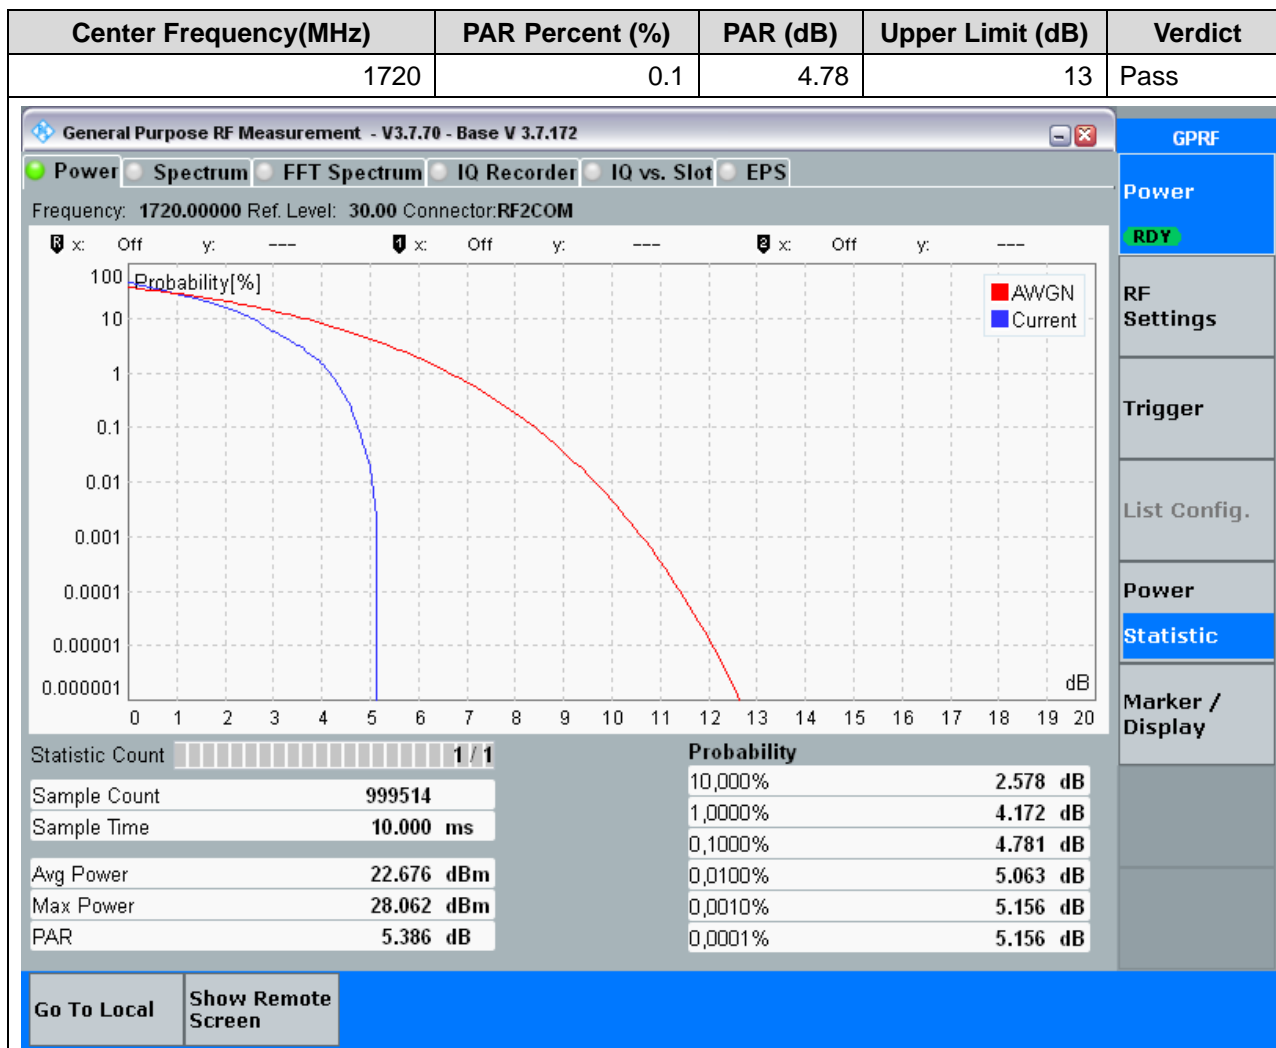 Center Frequency(MHz) PAR Percent (%) PAR (dB) Upper Limit (dB) Verdict
1720 0.1 4.78 13 Pass
General Purpose RF Measurement - V3.7.70 - Base V 3.7.172
GPRF
Power Spectrum FFT Spectrum IQ Recorder IQ vs. Slot EPS
Power
RDY
Frequency: 1720.00000 Ref. Level: 30.00 Connector:RF2COM
R x: Off y: --- 1 x: Off y: --- 2 x: Off y: ---
Probability[%]
AWGN
Current
100
10
1
0.1
0.01
0.001
0.0001
0.00001
0.000001
dB
0 1 2 3 4 5 6 7 8 9 10 11 12 13 14 15 16 17 18 19 20
RF
Settings
Trigger
List Config.
Power
Statistic
Marker /
Display
Statistic Count 1 / 1
Sample Count 999514
Sample Time 10.000 ms
Avg Power 22.676 dBm
Max Power 28.062 dBm
PAR 5.386 dB
Probability
10,000% 2.578 dB
1,0000% 4.172 dB
0,1000% 4.781 dB
0,0100% 5.063 dB
0,0010% 5.156 dB
0,0001% 5.156 dB
Go To Local
Show Remote
Screen